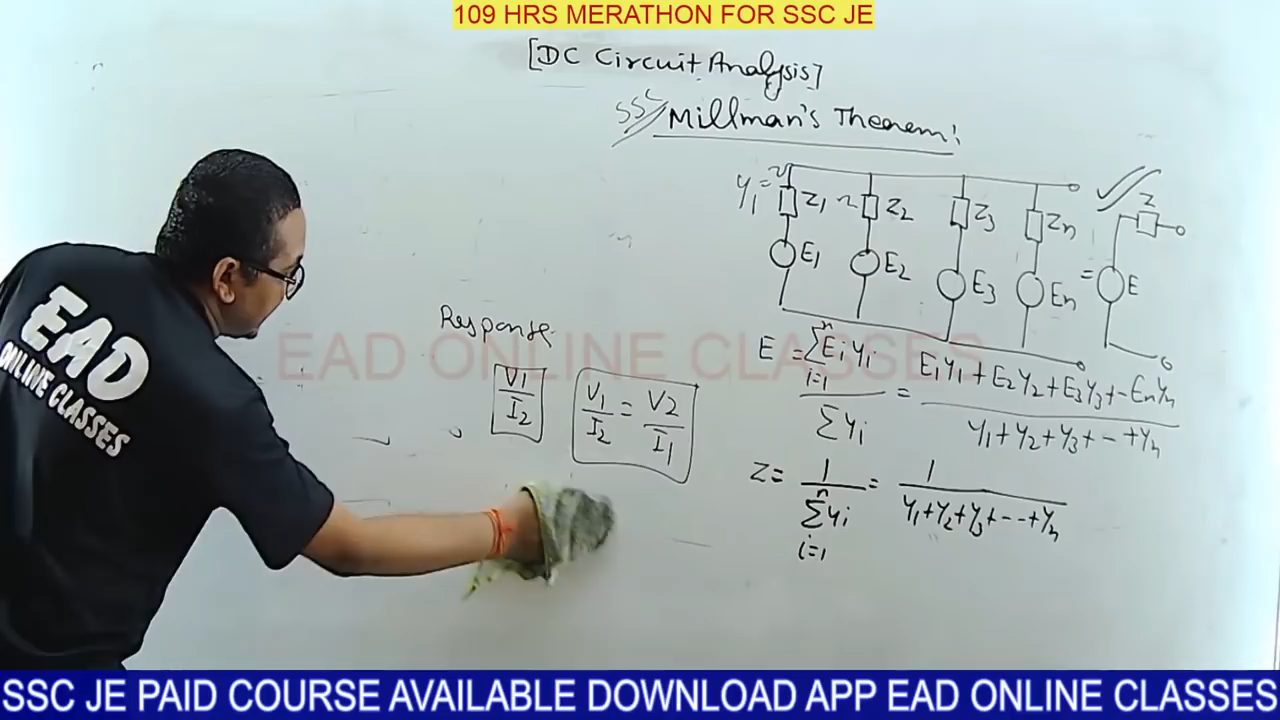 109 HRS MERATHON FOR SSC JE
[DC Circuit Analysis]
SSC Millman's Theorem:
Y1 = Z1 Z2 Z3 Zn Z
E1 E2 E3 En = E
Response
E = n∑i=1 Ei Yi / ∑Yi = E1Y1+E2Y2+E3Y3+-EnYn / Y1+Y2+Y3+--+Yn
V1/I2
V1/I2 = V2/I1
Z = 1 / n∑i=1 Yi = 1 / Y1+Y2+Y3+---+Yn
EAD ONLINE CLASSES
EAD
ONLINE CLASSES
SSC JE PAID COURSE AVAILABLE DOWNLOAD APP EAD ONLINE CLASSES